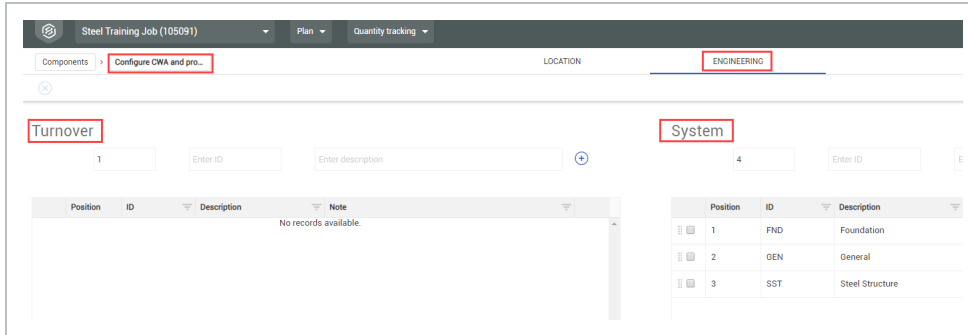 Steel Training Job (105091) Plan Quantity tracking
Components > Configure CWA and pro... LOCATION ENGINEERING
Turnover System
1 Enter ID Enter description 4 Enter ID E
Position ID Description Note Position ID Description
No records available.
1 FND Foundation
2 GEN General
3 SST Steel Structure